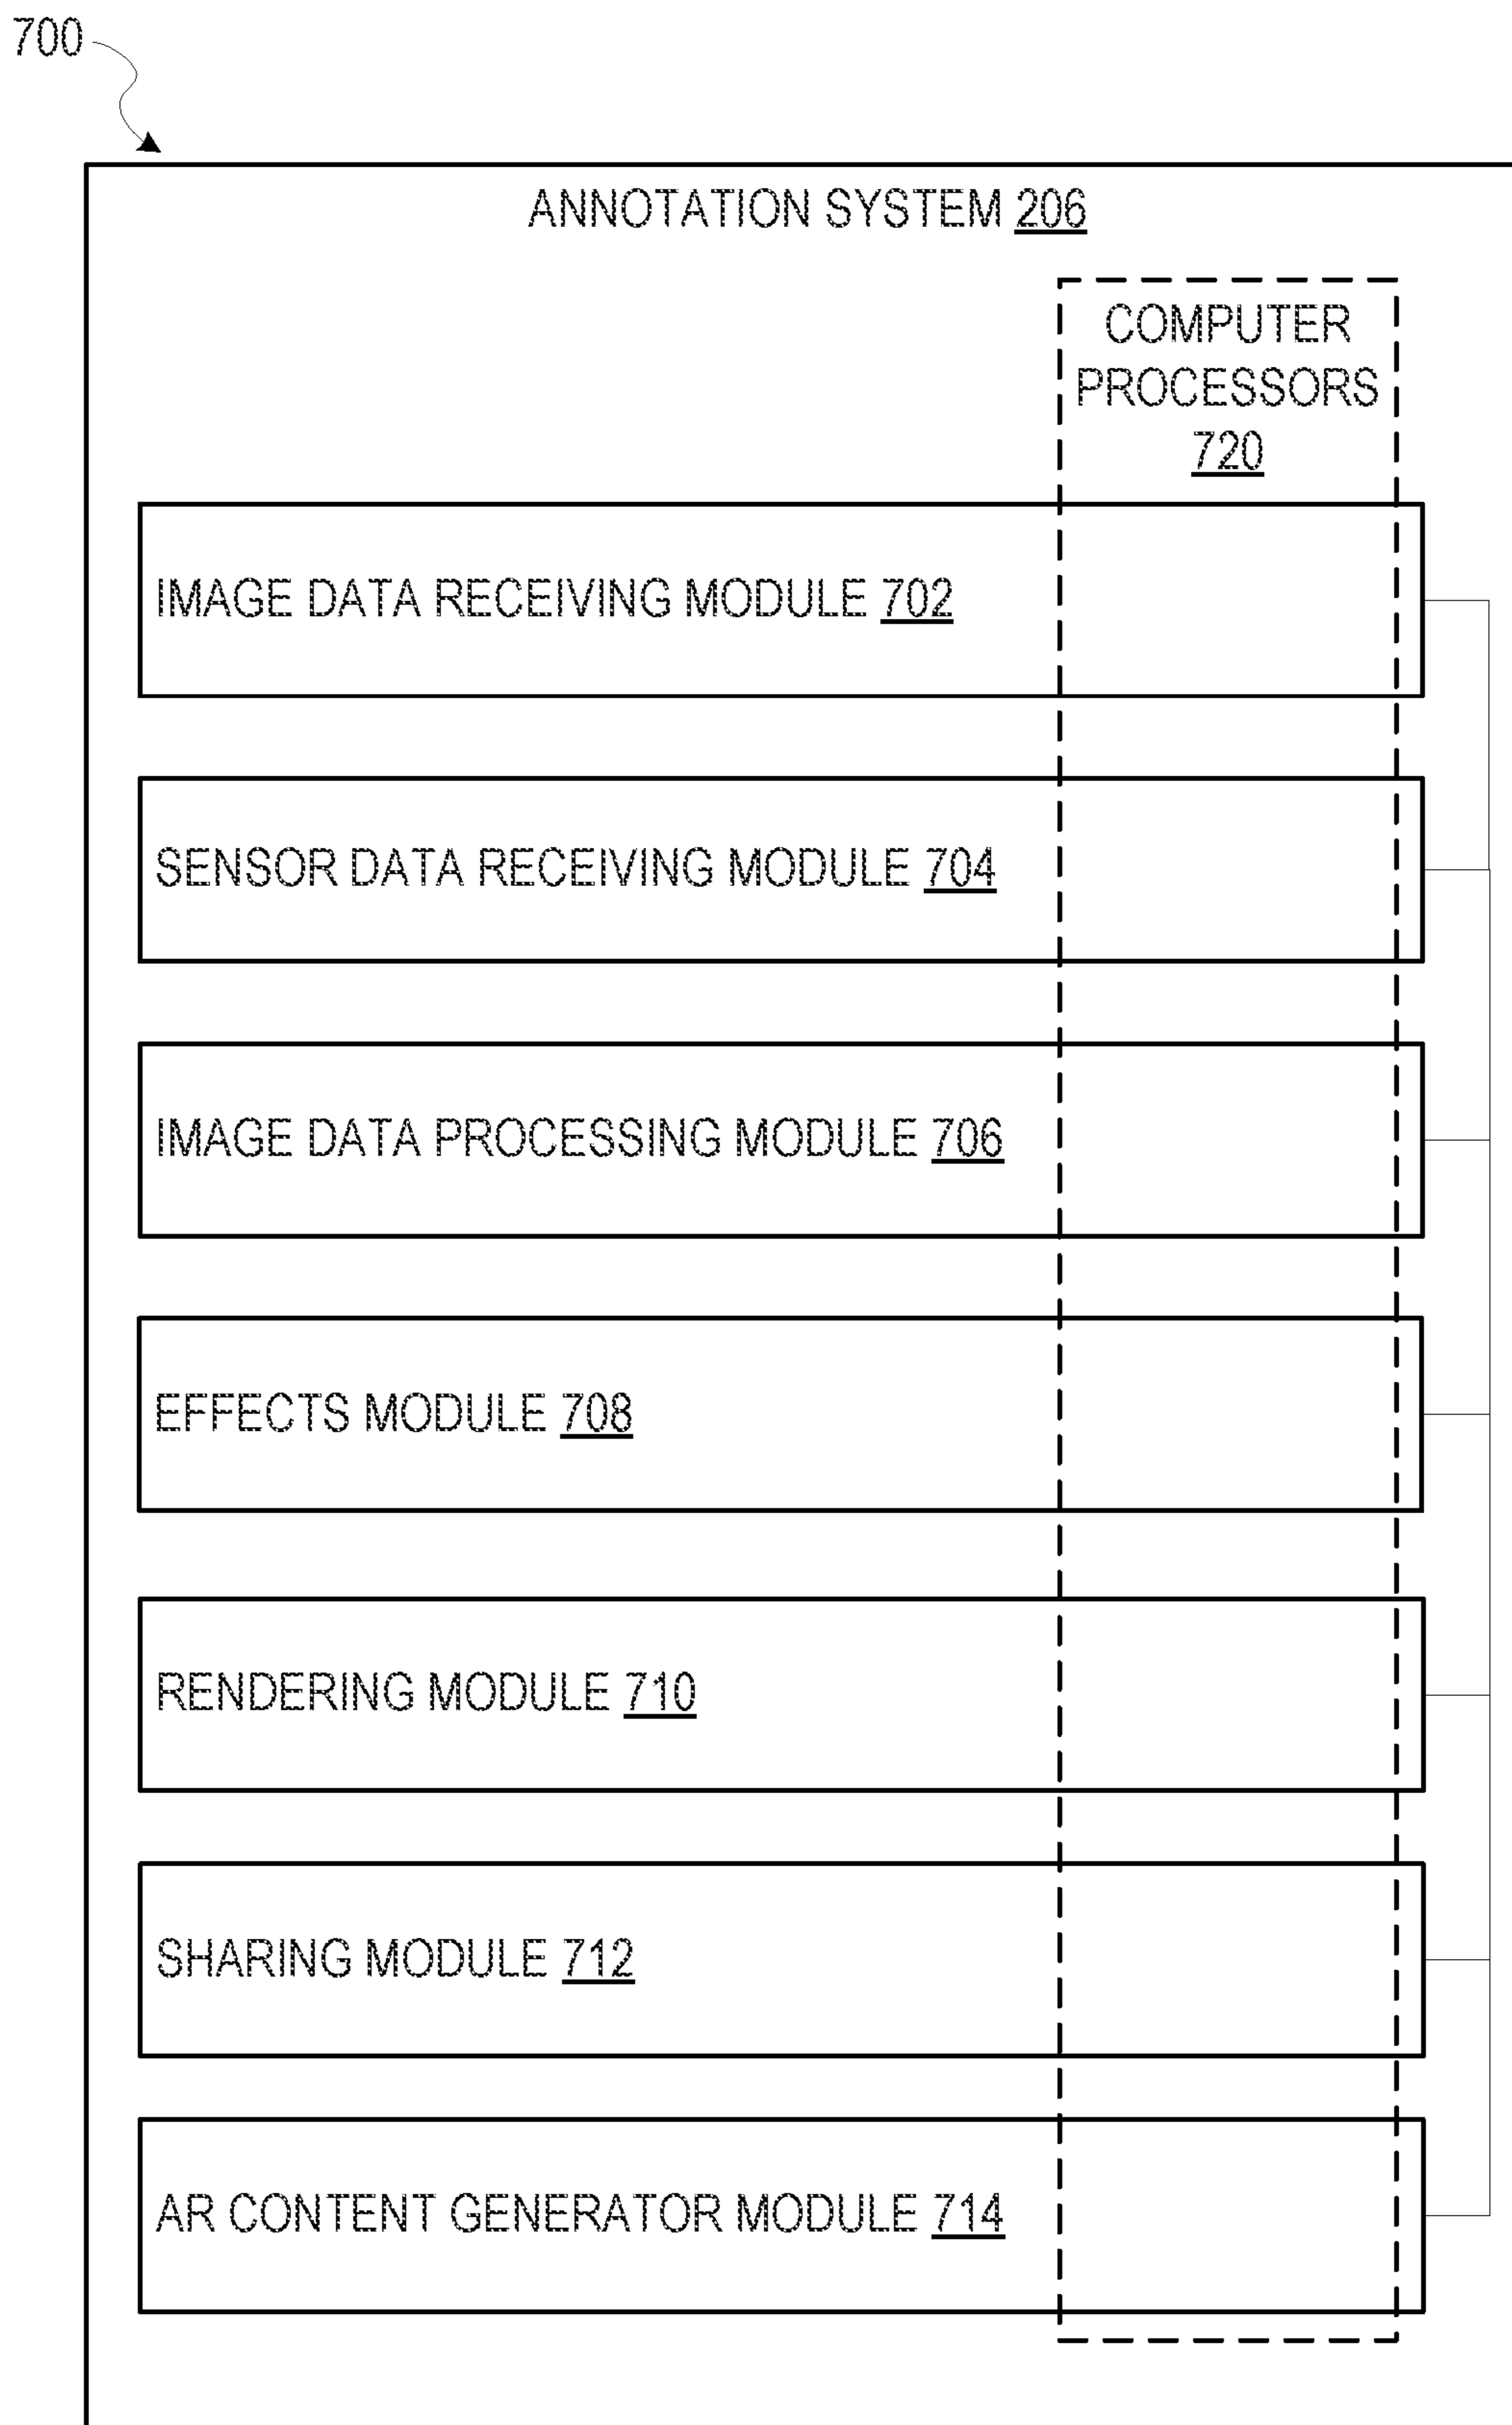 700
ANNOTATION SYSTEM 206
COMPUTER
PROCESSORS
720
IMAGE DATA RECEIVING MODULE 702
SENSOR DATA RECEIVING MODULE 704
IMAGE DATA PROCESSING MODULE 706
EFFECTS MODULE 708
RENDERING MODULE 710
SHARING MODULE 712
AR CONTENT GENERATOR MODULE 714